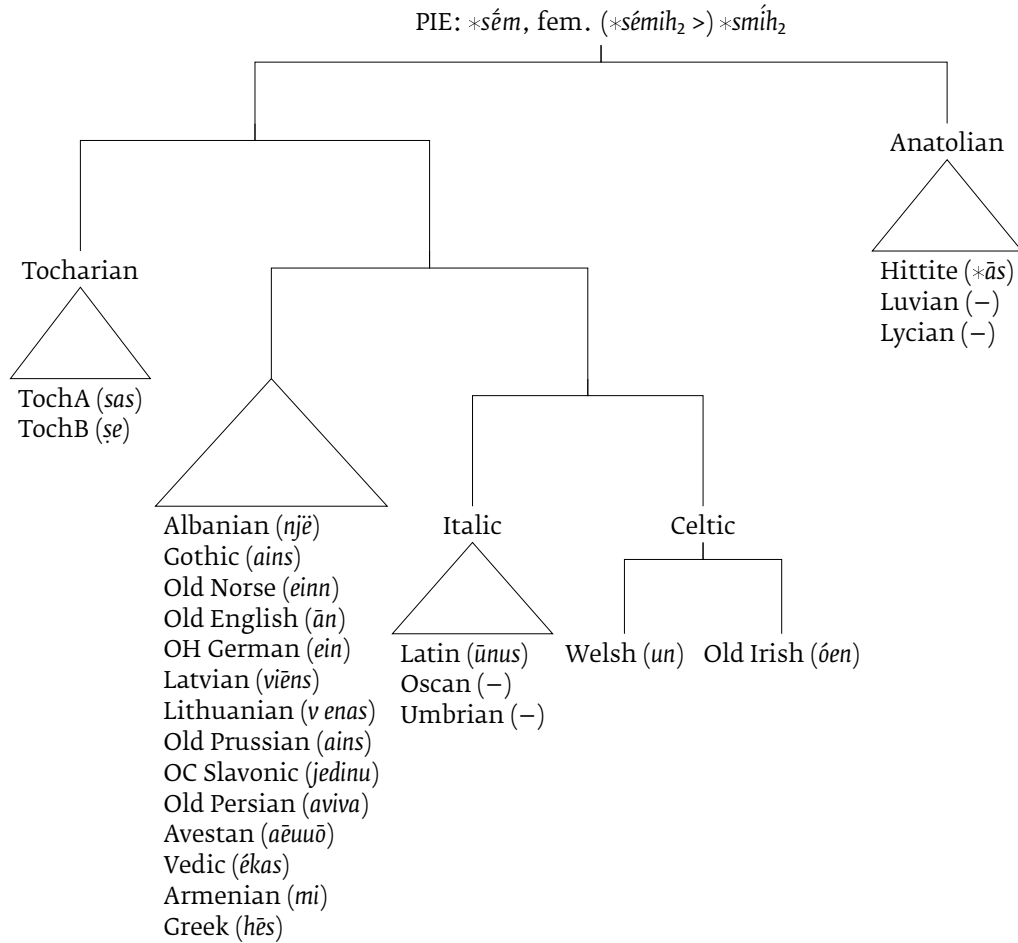 PIE: *sḗm, fem. (*sémih₂ >) *smíh₂
Anatolian
Tocharian
Hittite (*ās)
Luvian (–)
Lycian (–)
TochA (sas)
TochB (ṣe)
Albanian (një)
Gothic (ains)
Old Norse (einn)
Old English (ān)
OH German (ein)
Latvian (viēns)
Lithuanian (v enas)
Old Prussian (ains)
OC Slavonic (jedinu)
Old Persian (aviva)
Avestan (aēuuō)
Vedic (ékas)
Armenian (mi)
Greek (hēs)
Italic
Latin (ūnus)
Oscan (–)
Umbrian (–)
Celtic
Welsh (un)
Old Irish (óen)